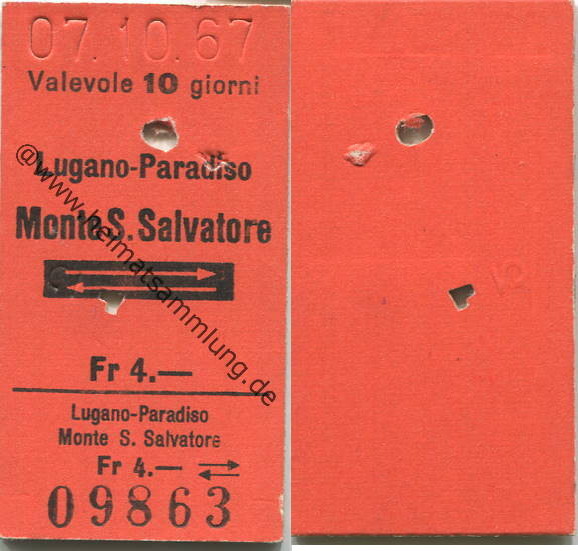 07.10.67
Valevole 10 giorni
Lugano-Paradiso
Monte S. Salvatore
Fr 4.—
Lugano-Paradiso
Monte S. Salvatore
Fr 4.—
09863
@www.heimatsammlung.de